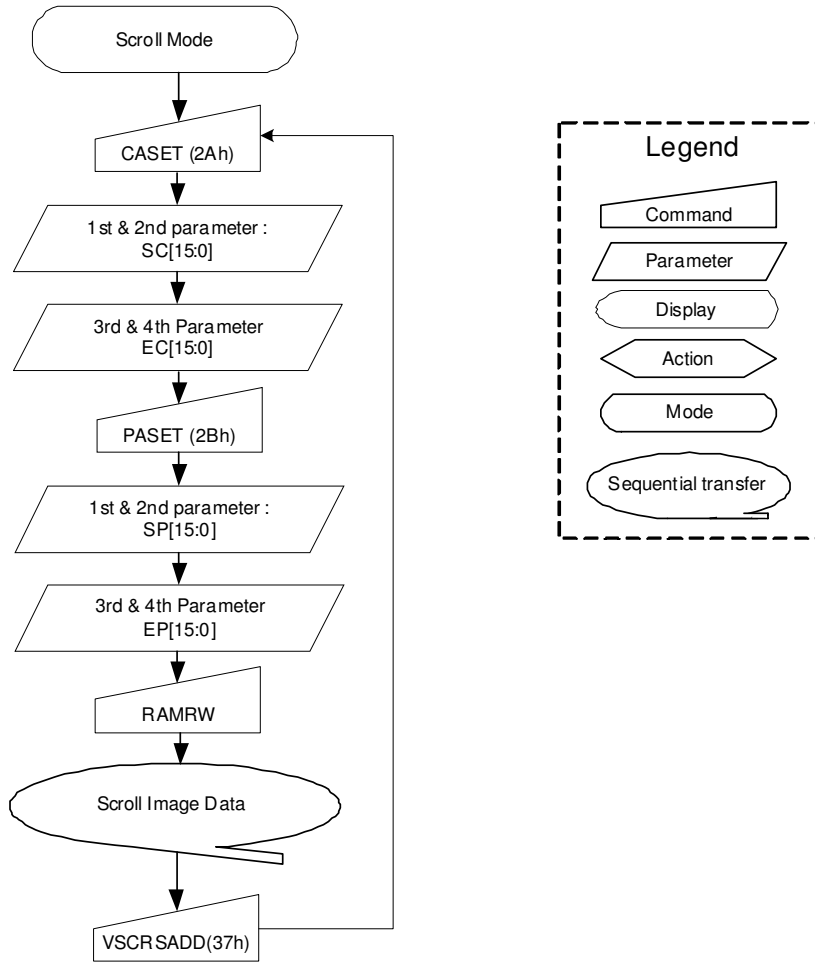 Scroll Mode
CASET (2Ah)
1st & 2nd parameter :
SC[15:0]
3rd & 4th Parameter
EC[15:0]
PASET (2Bh)
1st & 2nd parameter :
SP[15:0]
3rd & 4th Parameter
EP[15:0]
RAMRW
Scroll Image Data
VSCRSADD(37h)
Legend
Command
Parameter
Display
Action
Mode
Sequential transfer